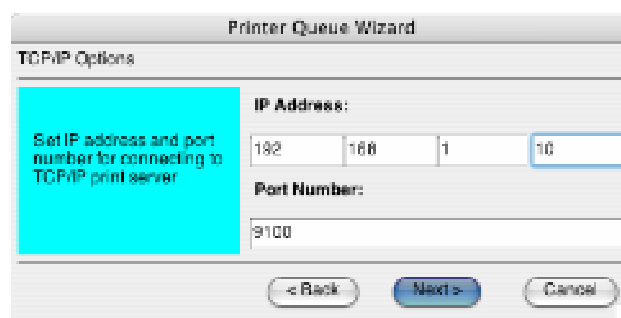 Printer Queue Wizard
TCP/IP Options
IP Address:
Set IP address and port
number for connecting to
TCP/IP print server
192 168 1 10
Port Number:
9100
< Back Next > Cancel